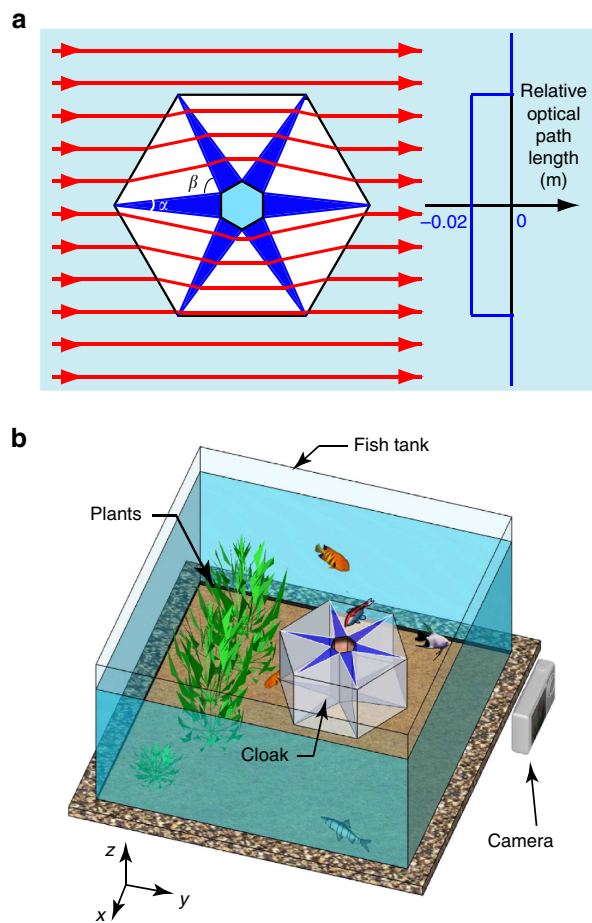 a
Relative
optical
path
length
(m)
β
α
−0.02
0
b
Fish tank
Plants
Cloak
Camera
z
y
x